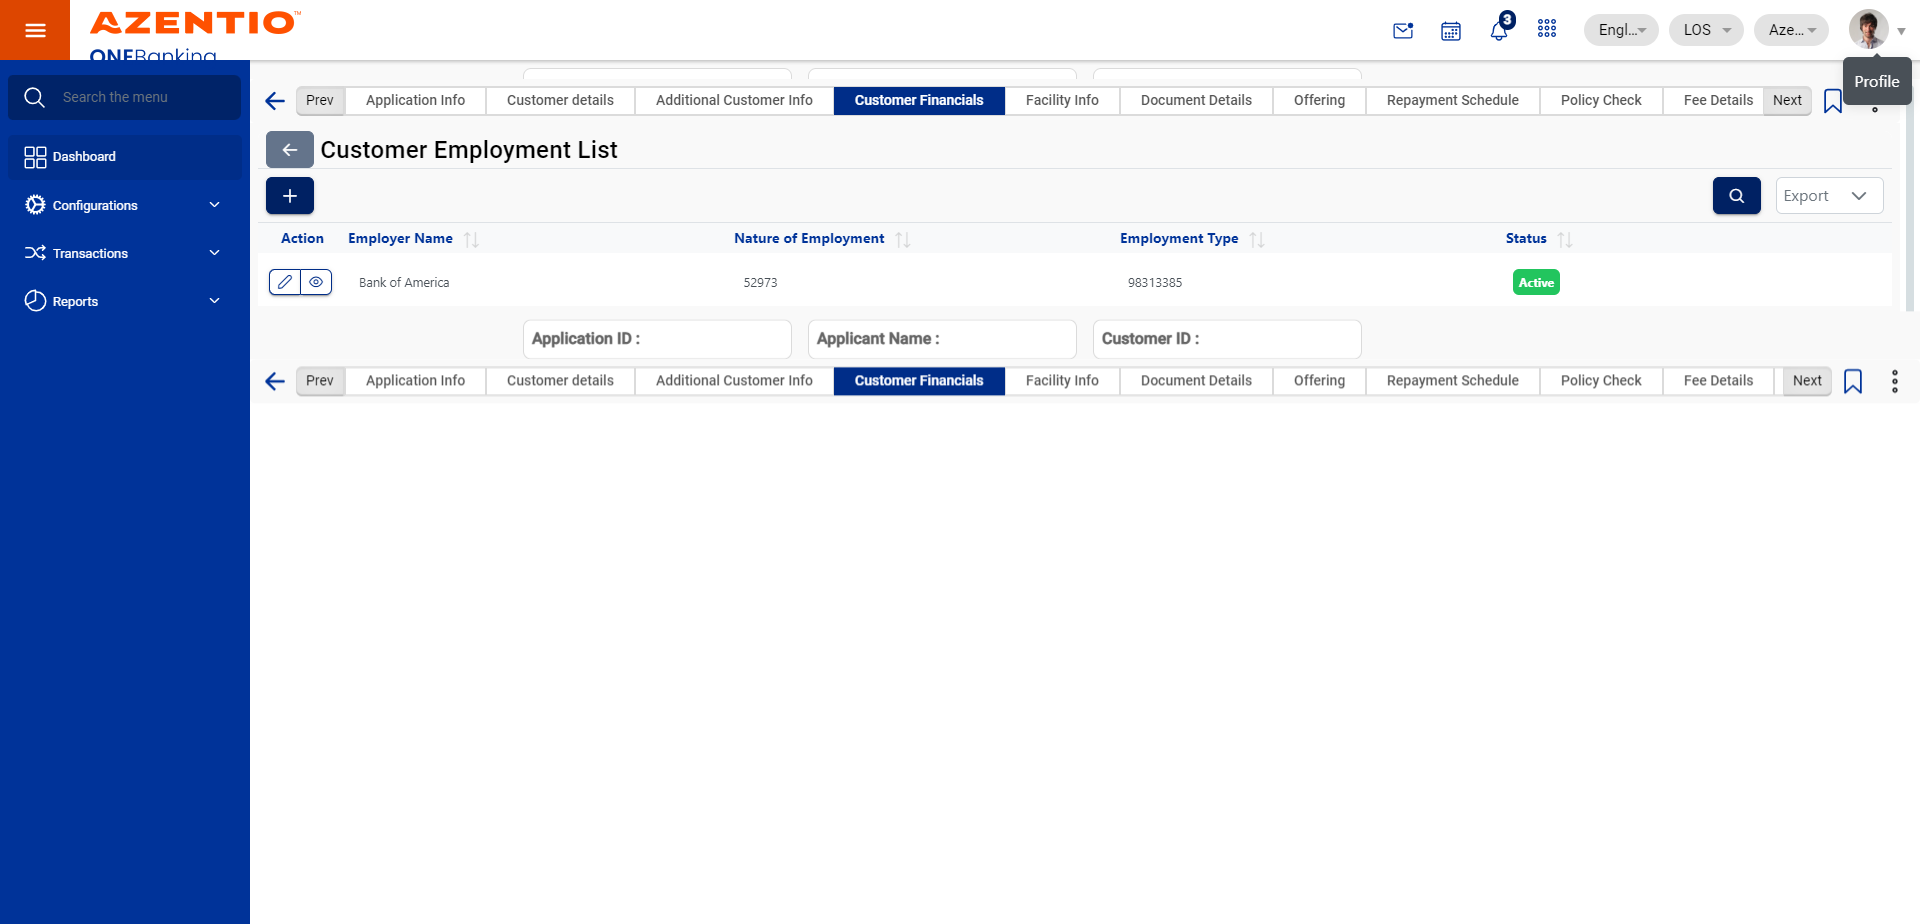 AZENTIO™
ONEBanking
3
Engl...
LOS
Aze...
Profile
Search the menu
Dashboard
Configurations
Transactions
Reports
Prev
Application Info
Customer details
Additional Customer Info
Customer Financials
Facility Info
Document Details
Offering
Repayment Schedule
Policy Check
Fee Details
Next
Customer Employment List
Export
Action Employer Name Nature of Employment Employment Type Status
Bank of America 52973 98313385 Active
Application ID :
Applicant Name :
Customer ID :
Prev
Application Info
Customer details
Additional Customer Info
Customer Financials
Facility Info
Document Details
Offering
Repayment Schedule
Policy Check
Fee Details
Next